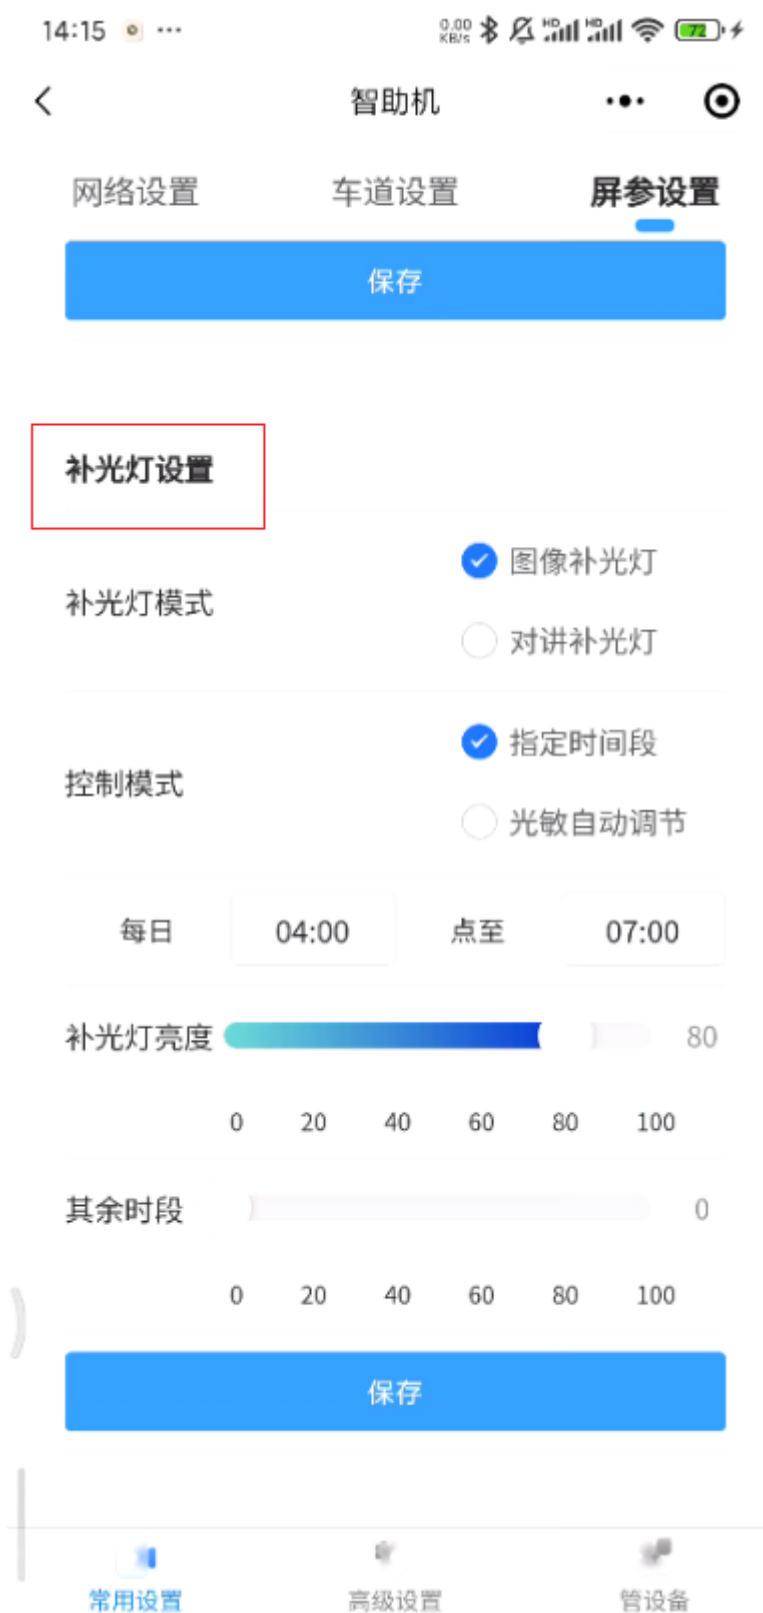 14:15 ··· 0.00 KB/s HD HD 72
智助机
网络设置 车道设置 屏参设置
保存
补光灯设置
图像补光灯
补光灯模式
对讲补光灯
指定时间段
控制模式
光敏自动调节
每日 04:00 点至 07:00
补光灯亮度 80
0 20 40 60 80 100
其余时段 0
0 20 40 60 80 100
保存
常用设置 高级设置 管设备